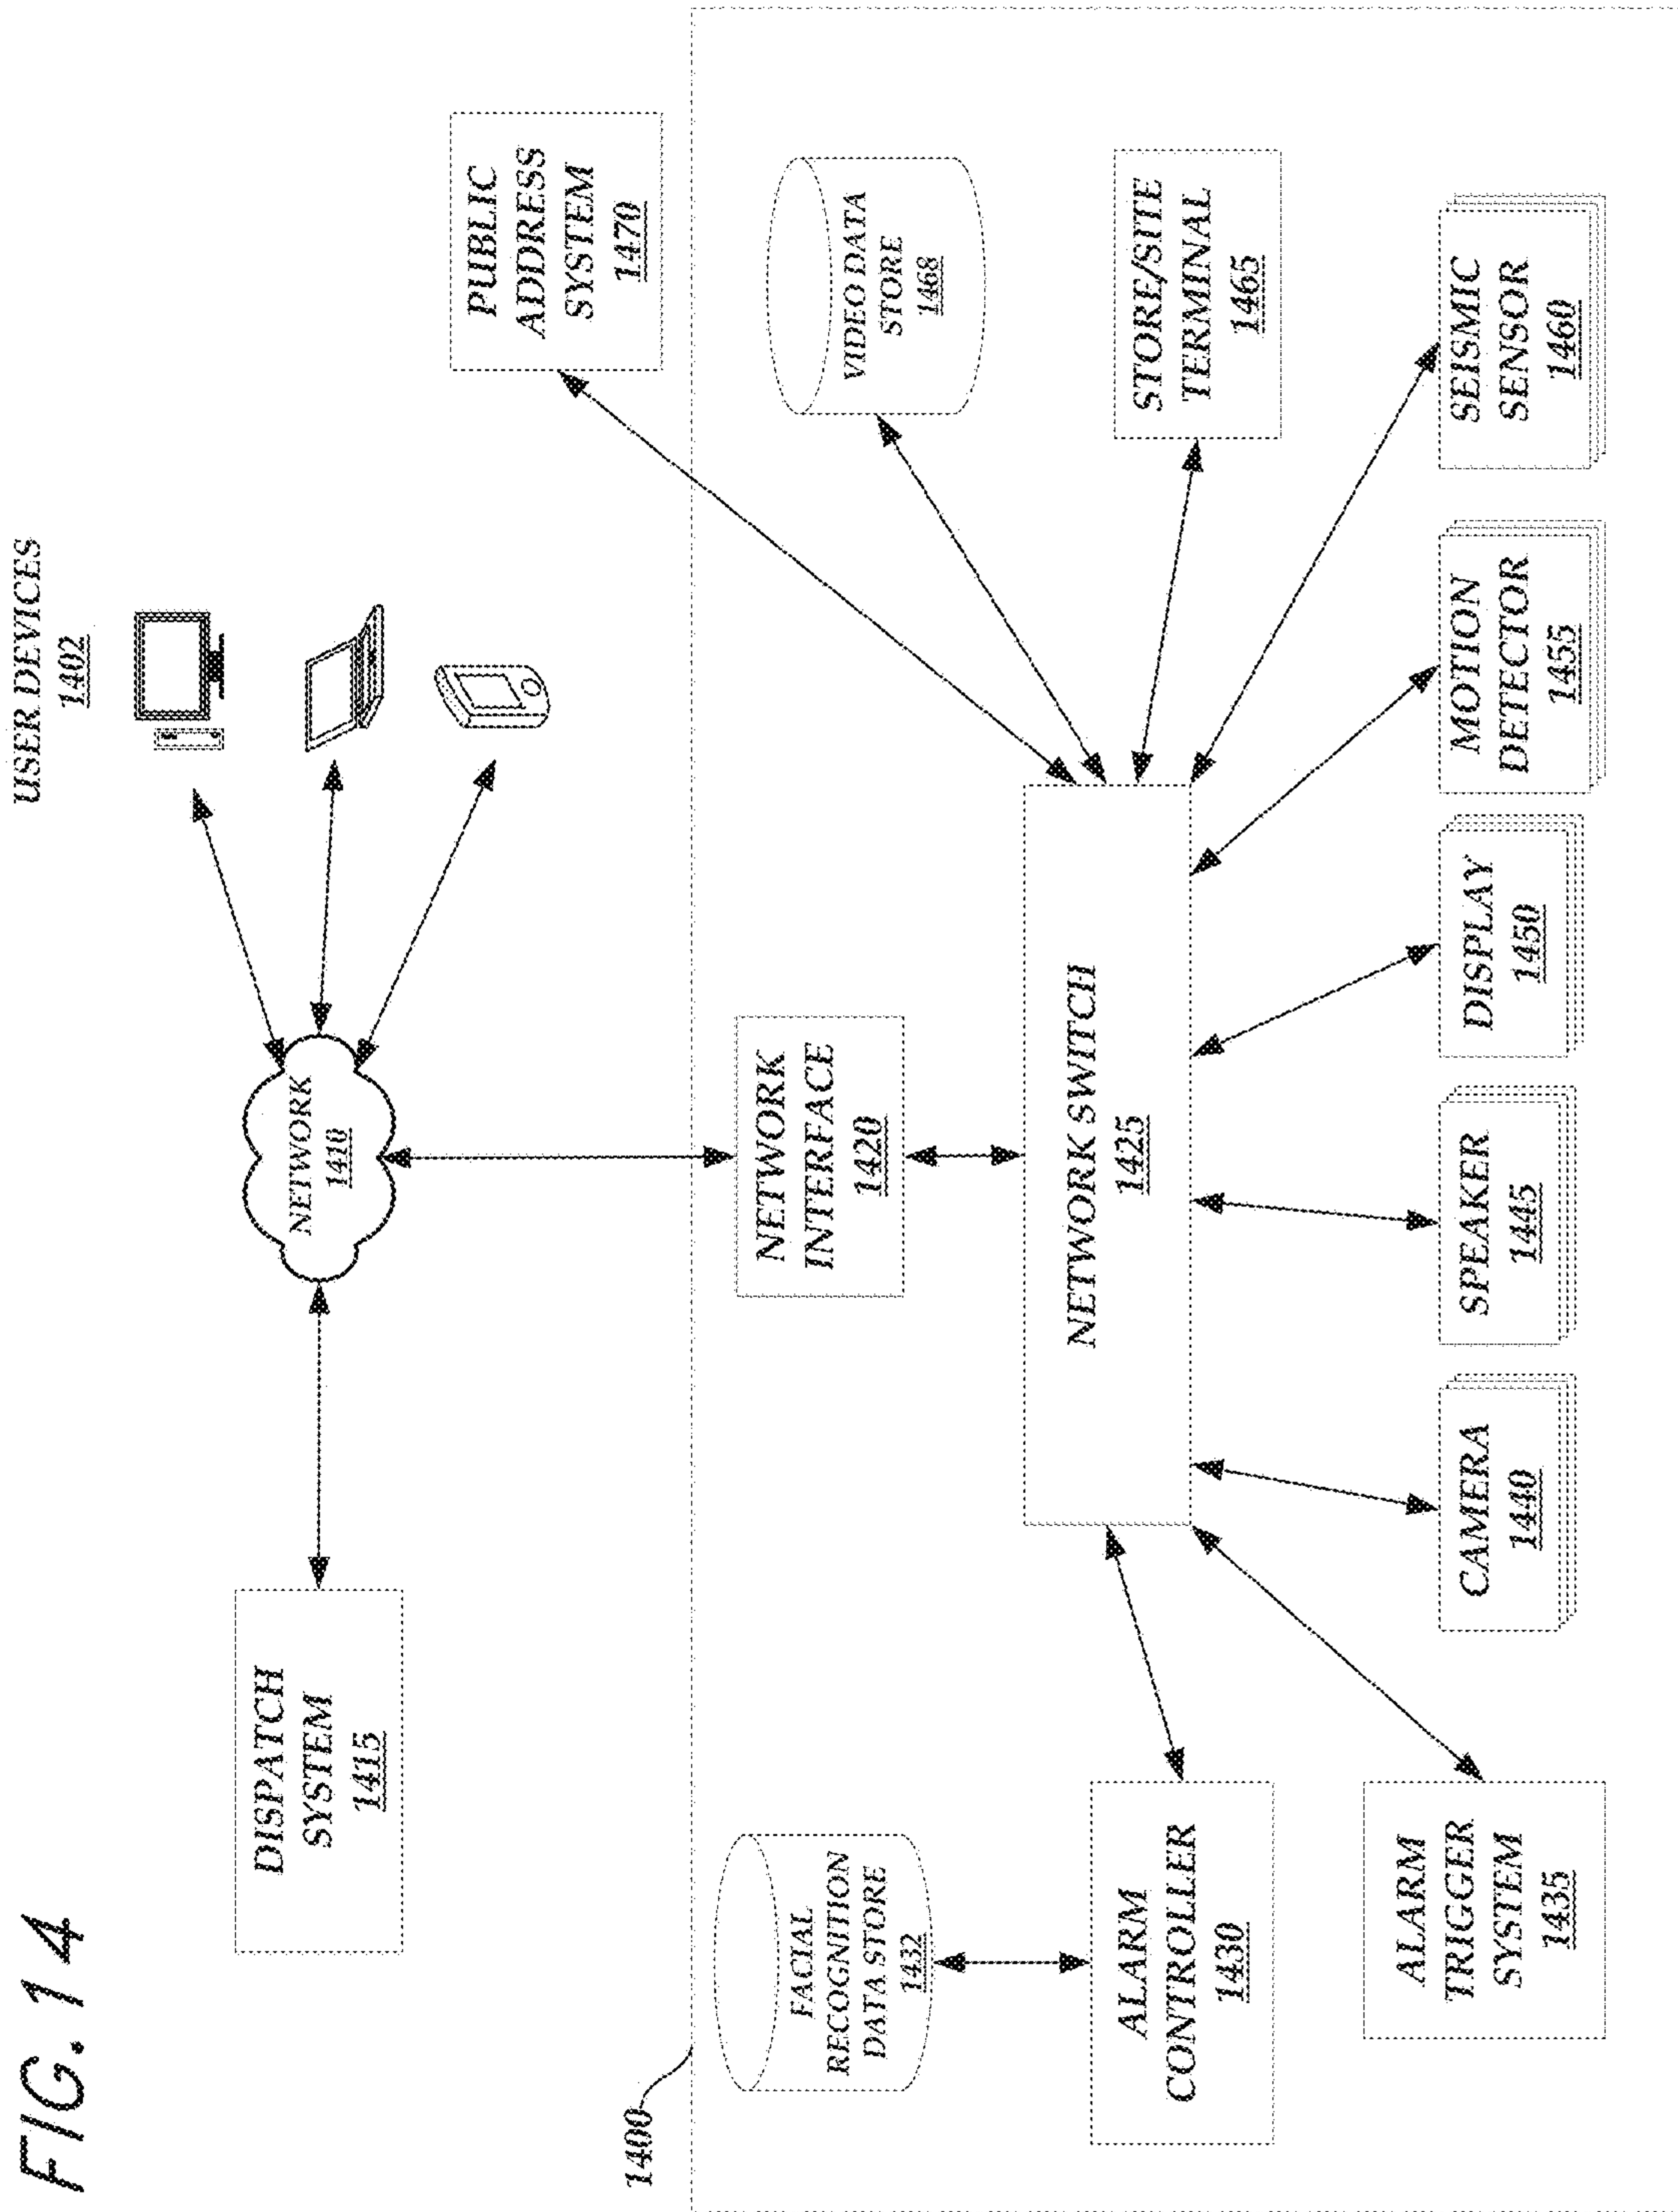 FIG. 14
USER DEVICES
1402
DISPATCH
SYSTEM
1415
NETWORK
1410
PUBLIC
ADDRESS
SYSTEM
1470
1400
FACIAL
RECOGNITION
DATA STORE
1432
NETWORK
INTERFACE
1420
VIDEO DATA
STORE
1468
ALARM
CONTROLLER
1430
NETWORK SWITCH
1425
STORE/SITE
TERMINAL
1465
ALARM
TRIGGER
SYSTEM
1435
CAMERA
1440
SPEAKER
1445
DISPLAY
1450
MOTION
DETECTOR
1455
SEISMIC
SENSOR
1460